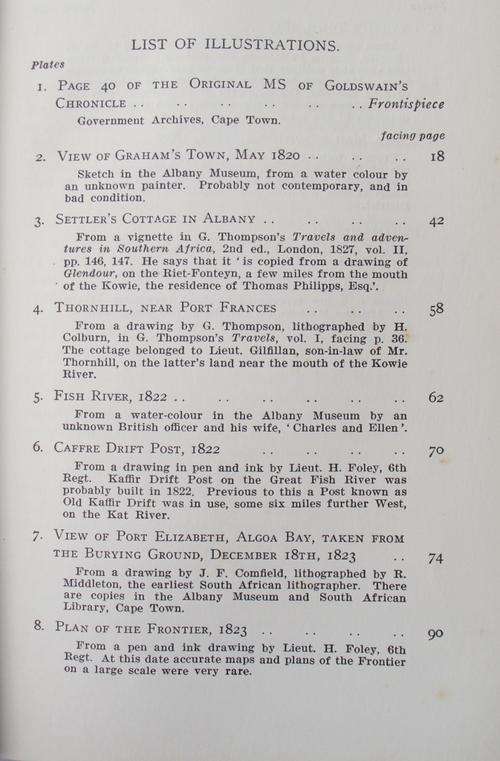 LIST OF ILLUSTRATIONS.
Plates
1. PAGE 40 OF THE ORIGINAL MS OF GOLDSWAIN'S
CHRONICLE .. .. .. .. .. .. Frontispiece
Government Archives, Cape Town.
facing page
2. VIEW OF GRAHAM'S TOWN, MAY 1820 .. .. .. 18
Sketch in the Albany Museum, from a water colour by
an unknown painter. Probably not contemporary, and in
bad condition.
3. SETTLER'S COTTAGE IN ALBANY .. .. .. .. 42
From a vignette in G. Thompson's Travels and adven-
tures in Southern Africa, 2nd ed., London, 1827, vol. II,
pp. 146, 147. He says that it ' is copied from a drawing of
Glendour, on the Riet-Fonteyn, a few miles from the mouth
of the Kowie, the residence of Thomas Philipps, Esq.'.
4. THORNHILL, NEAR PORT FRANCES .. .. .. 58
From a drawing by G. Thompson, lithographed by H.
Colburn, in G. Thompson's Travels, vol. I, facing p. 36.
The cottage belonged to Lieut. Gilfillan, son-in-law of Mr.
Thornhill, on the latter's land near the mouth of the Kowie
River.
5. FISH RIVER, 1822 .. .. .. .. .. .. 62
From a water-colour in the Albany Museum by an
unknown British officer and his wife, ' Charles and Ellen '.
6. CAFFRE DRIFT POST, 1822 .. .. .. .. 70
From a drawing in pen and ink by Lieut. H. Foley, 6th
Regt. Kaffir Drift Post on the Great Fish River was
probably built in 1822. Previous to this a Post known as
Old Kaffir Drift was in use, some six miles further West,
on the Kat River.
7. VIEW OF PORT ELIZABETH, ALGOA BAY, TAKEN FROM
THE BURYING GROUND, DECEMBER 18TH, 1823 .. 74
From a drawing by J. F. Comfield, lithographed by R.
Middleton, the earliest South African lithographer. There
are copies in the Albany Museum and South African
Library, Cape Town.
8. PLAN OF THE FRONTIER, 1823 .. .. .. .. 90
From a pen and ink drawing by Lieut. H. Foley, 6th
Regt. At this date accurate maps and plans of the Frontier
on a large scale were very rare.